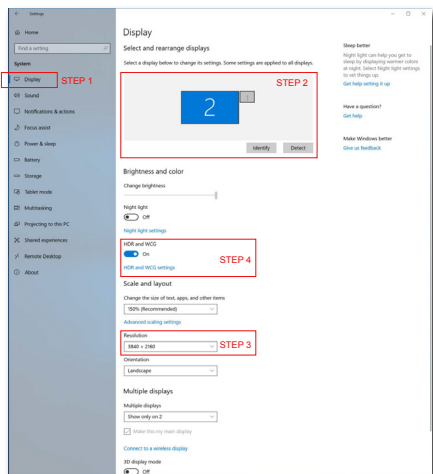 Settings
Home
Find a setting
System
Display
STEP 1
Sound
Notifications & actions
Focus assist
Power & sleep
Battery
Storage
Tablet mode
Multitasking
Projecting to this PC
Shared experiences
Remote Desktop
About
Display
Select and rearrange displays
Select a display below to change its settings. Some settings are applied to all displays.
STEP 2
2
1
Identify
Detect
Brightness and color
Change brightness
Night light
Off
Night light settings
HDR and WCG
On
STEP 4
HDR and WCG settings
Scale and layout
Change the size of text, apps, and other items
150% (Recommended)
Advanced scaling settings
Resolution
3840 × 2160
STEP 3
Orientation
Landscape
Multiple displays
Multiple displays
Show only on 2
Make this my main display
Connect to a wireless display
3D display mode
Off
Sleep better
Night light can help you get to
sleep by displaying warmer colors
at night. Select Night light settings
to set things up.
Get help setting it up
Have a question?
Get help
Make Windows better
Give us feedback